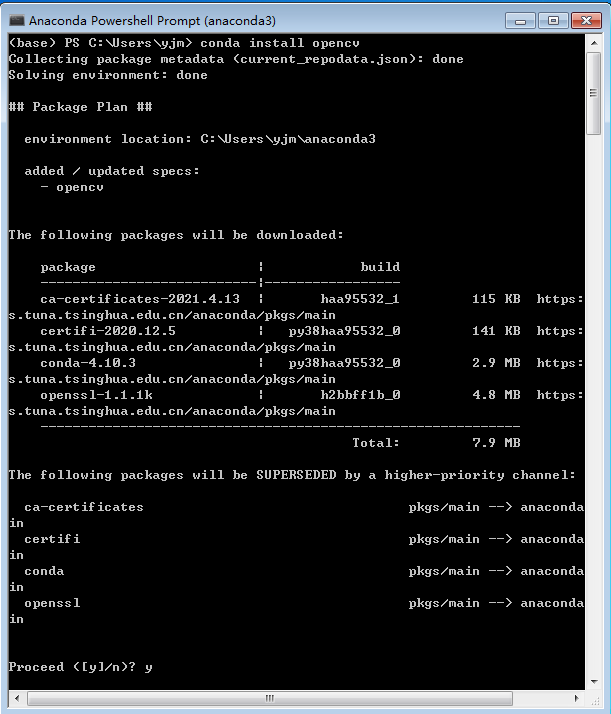 Anaconda Powershell Prompt (anaconda3)
(base) PS C:\Users\yjm> conda install opencv
Collecting package metadata (current_repodata.json): done
Solving environment: done
## Package Plan ##
environment location: C:\Users\yjm\anaconda3
added / updated specs:
- opencv
The following packages will be downloaded:
package | build
---------------------------|-----------------
ca-certificates-2021.4.13 | haa95532_1 115 KB https:
s.tuna.tsinghua.edu.cn/anaconda/pkgs/main
certifi-2020.12.5 | py38haa95532_0 141 KB https:
s.tuna.tsinghua.edu.cn/anaconda/pkgs/main
conda-4.10.3 | py38haa95532_0 2.9 MB https:
s.tuna.tsinghua.edu.cn/anaconda/pkgs/main
openssl-1.1.1k | h2bbff1b_0 4.8 MB https:
s.tuna.tsinghua.edu.cn/anaconda/pkgs/main
------------------------------------------------------------
Total: 7.9 MB
The following packages will be SUPERSEDED by a higher-priority channel:
ca-certificates pkgs/main --> anaconda
in
certifi pkgs/main --> anaconda
in
conda pkgs/main --> anaconda
in
openssl pkgs/main --> anaconda
in
Proceed ([y]/n)? y